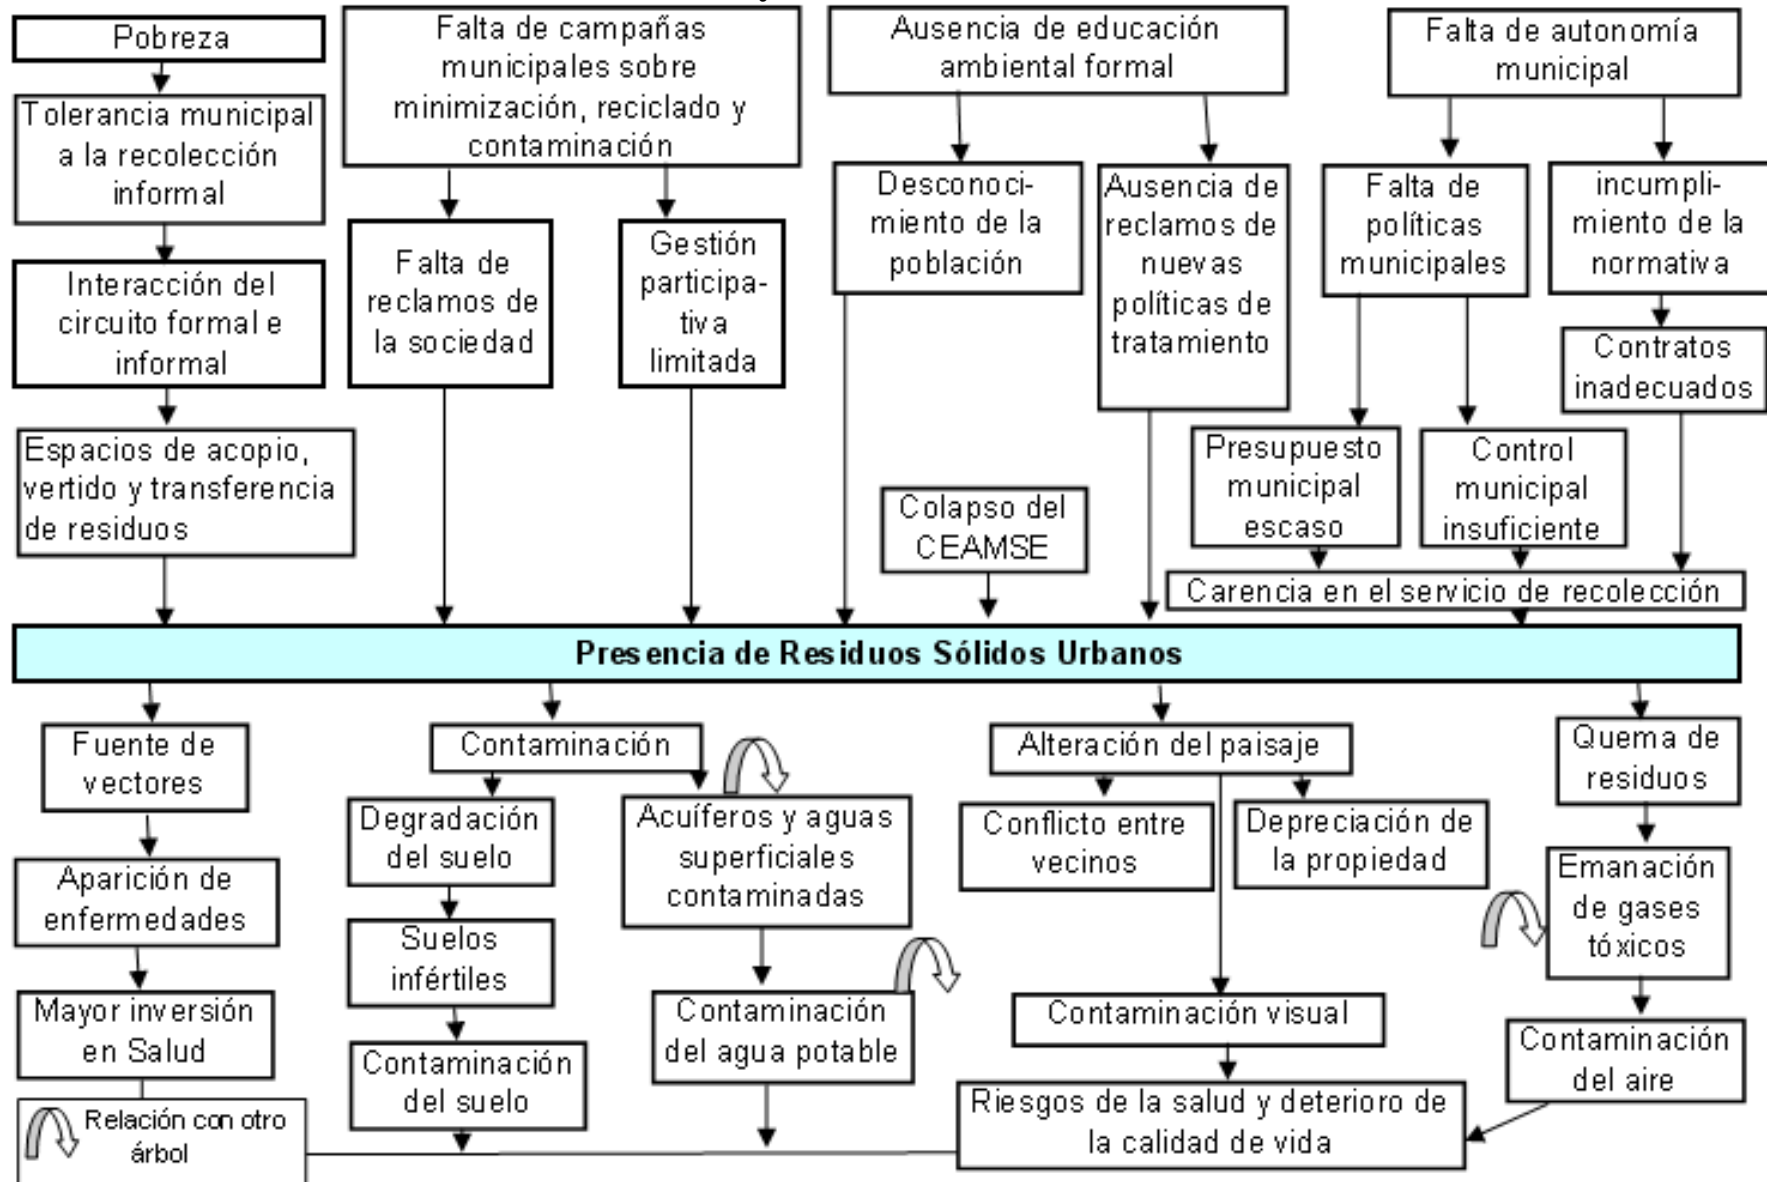 Pobreza
Tolerancia municipal
a la recolección
informal
Interacción del
circuito formal e
informal
Espacios de acopio,
vertido y transferencia
de residuos
Falta de campañas
municipales sobre
minimización, reciclado y
contaminación
Falta de
reclamos de
la sociedad
Gestión
participa-
tiva
limitada
Ausencia de educación
ambiental formal
Desconoci-
miento de la
población
Ausencia de
reclamos de
nuevas
políticas de
tratamiento
Colapso del
CEAMSE
Falta de autonomía
municipal
Falta de
políticas
municipales
incumpli-
miento de la
normativa
Contratos
inadecuados
Presupuesto
municipal
escaso
Control
municipal
insuficiente
Carencia en el servicio de recolección
Presencia de Residuos Sólidos Urbanos
Fuente de
vectores
Aparición de
enfermedades
Mayor inversión
en Salud
Contaminación
Degradación
del suelo
Suelos
infértiles
Contaminación
del suelo
Acuíferos y aguas
superficiales
contaminadas
Contaminación
del agua potable
Alteración del paisaje
Conflicto entre
vecinos
Depreciación de
la propiedad
Contaminación visual
Riesgos de la salud y deterioro de
la calidad de vida
Quema de
residuos
Emanación
de gases
tóxicos
Contaminación
del aire
Relación con otro
árbol